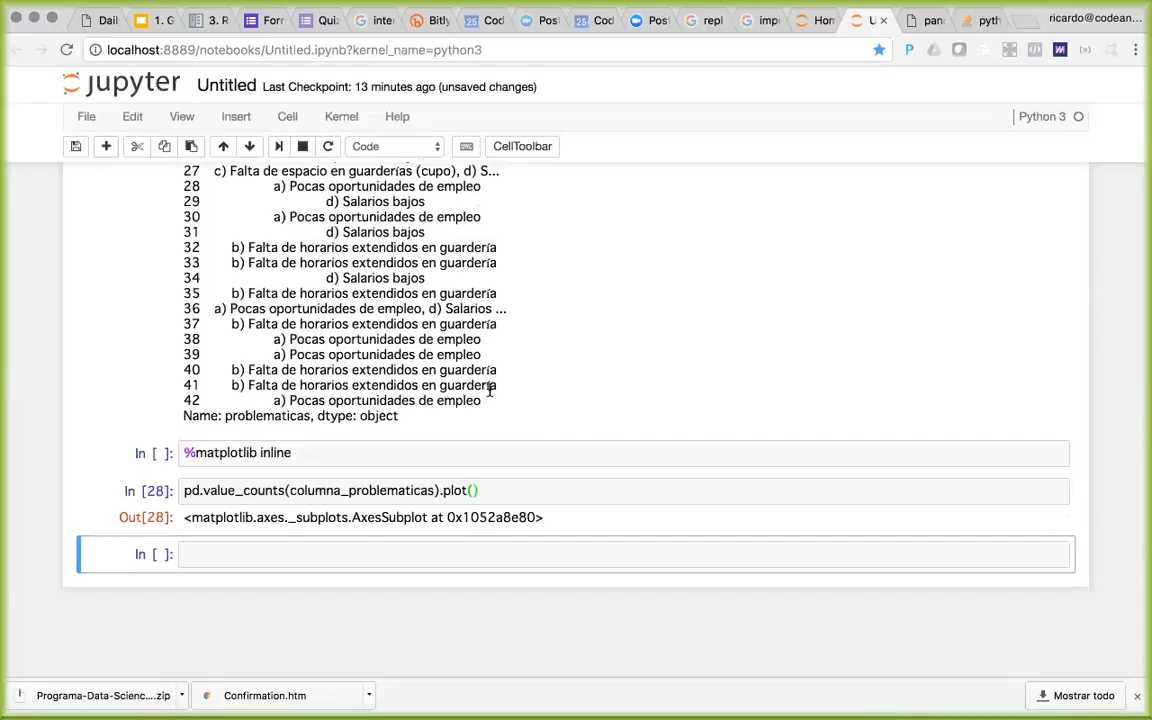 Dail
1. G
3. R
Forr
Quiz
inte
Bitly
Cod
Pos
Cod
Pos
repl
imp
Hon
U
pan
pyth
ricardo@codean...
localhost:8889/notebooks/Untitled.ipynb?kernel_name=python3
jupyter Untitled Last Checkpoint: 13 minutes ago (unsaved changes)
File Edit View Insert Cell Kernel Help Python 3
Code CellToolbar
27 c) Falta de espacio en guarderías (cupo), d) S...
28 a) Pocas oportunidades de empleo
29 d) Salarios bajos
30 a) Pocas oportunidades de empleo
31 d) Salarios bajos
32 b) Falta de horarios extendidos en guardería
33 b) Falta de horarios extendidos en guardería
34 d) Salarios bajos
35 b) Falta de horarios extendidos en guardería
36 a) Pocas oportunidades de empleo, d) Salarios ...
37 b) Falta de horarios extendidos en guardería
38 a) Pocas oportunidades de empleo
39 a) Pocas oportunidades de empleo
40 b) Falta de horarios extendidos en guardería
41 b) Falta de horarios extendidos en guardería
42 a) Pocas oportunidades de empleo
Name: problematicas, dtype: object
In [ ]: %matplotlib inline
In [28]: pd.value_counts(columna_problematicas).plot()
Out[28]: <matplotlib.axes._subplots.AxesSubplot at 0x1052a8e80>
In [ ]:
Programa-Data-Scienc....zip
Confirmation.htm
Mostrar todo